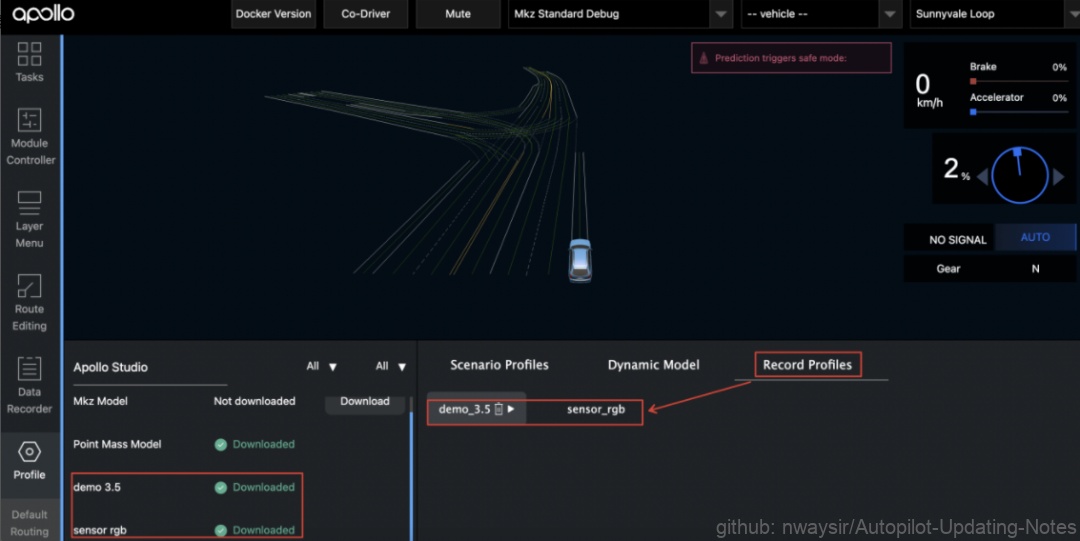 apollo
Docker Version
Co-Driver
Mute
Mkz Standard Debug
-- vehicle --
Sunnyvale Loop
Tasks
Module
Controller
Layer
Menu
Route
Editing
Data
Recorder
Profile
Default
Routing
Prediction triggers safe mode:
0
km/h
Brake 0%
Accelerator 0%
2 %
NO SIGNAL AUTO
Gear N
Apollo Studio All ▼ All ▼
Mkz Model Not downloaded Download
Point Mass Model Downloaded
demo 3.5 Downloaded
sensor rgb Downloaded
Scenario Profiles Dynamic Model Record Profiles
demo_3.5 sensor_rgb
github: nwaysir/Autopilot-Updating-Notes